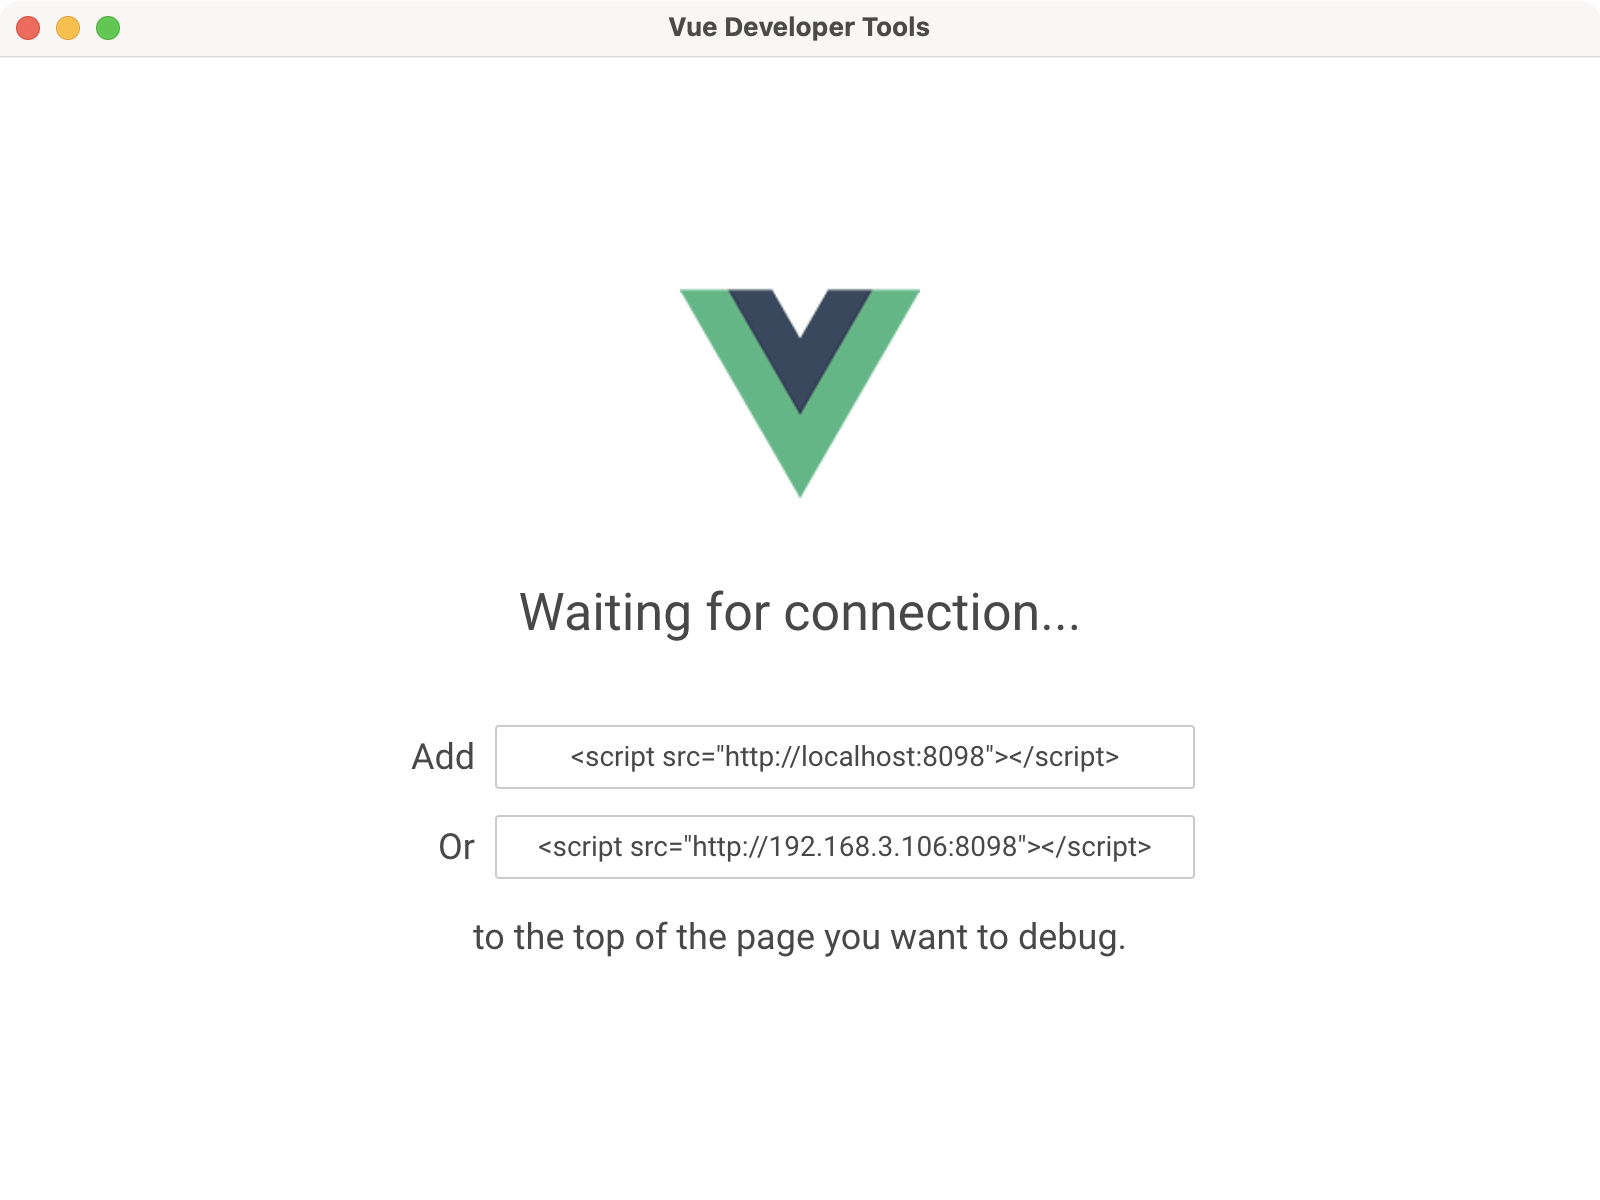 Vue Developer Tools
Waiting for connection...
Add <script src="http://localhost:8098"></script>
Or <script src="http://192.168.3.106:8098"></script>
to the top of the page you want to debug.